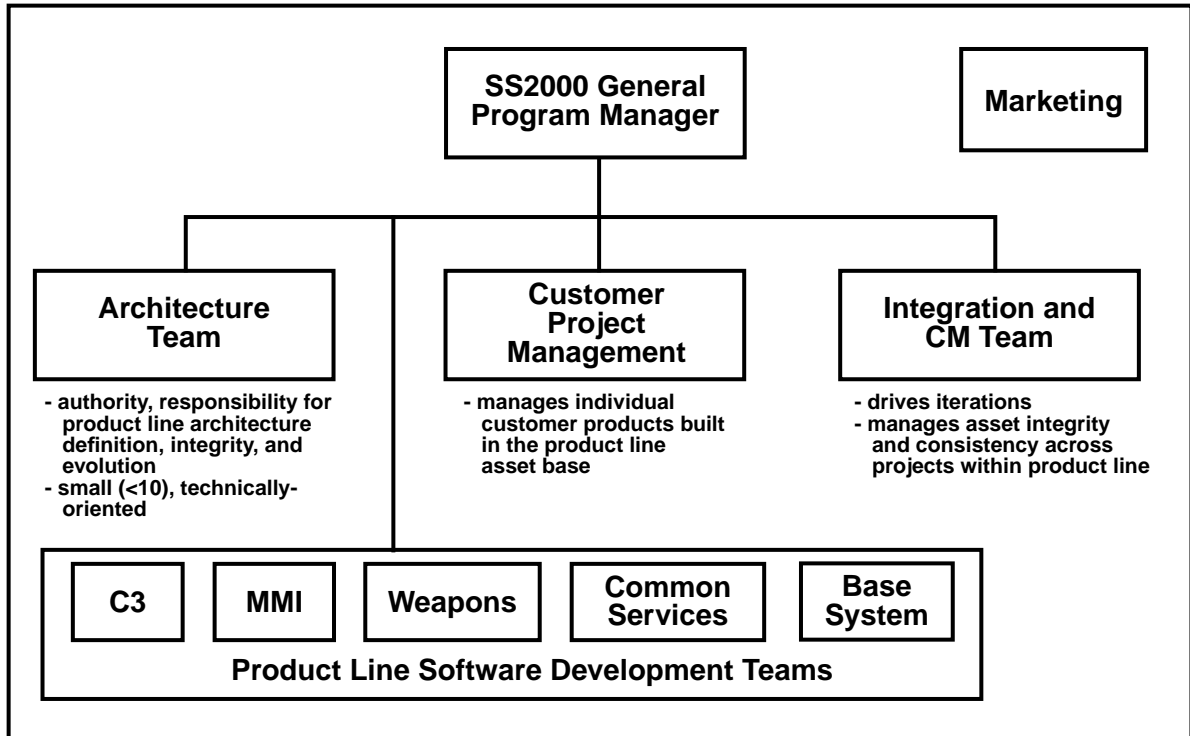 SS2000 General
Program Manager
Marketing
Architecture
Team
Customer
Project
Management
Integration and
CM Team
- authority, responsibility for
product line architecture
definition, integrity, and
evolution
- small (<10), technically-
oriented
- manages individual
customer products built
in the product line
asset base
- drives iterations
- manages asset integrity
and consistency across
projects within product line
C3
MMI
Weapons
Common
Services
Base
System
Product Line Software Development Teams